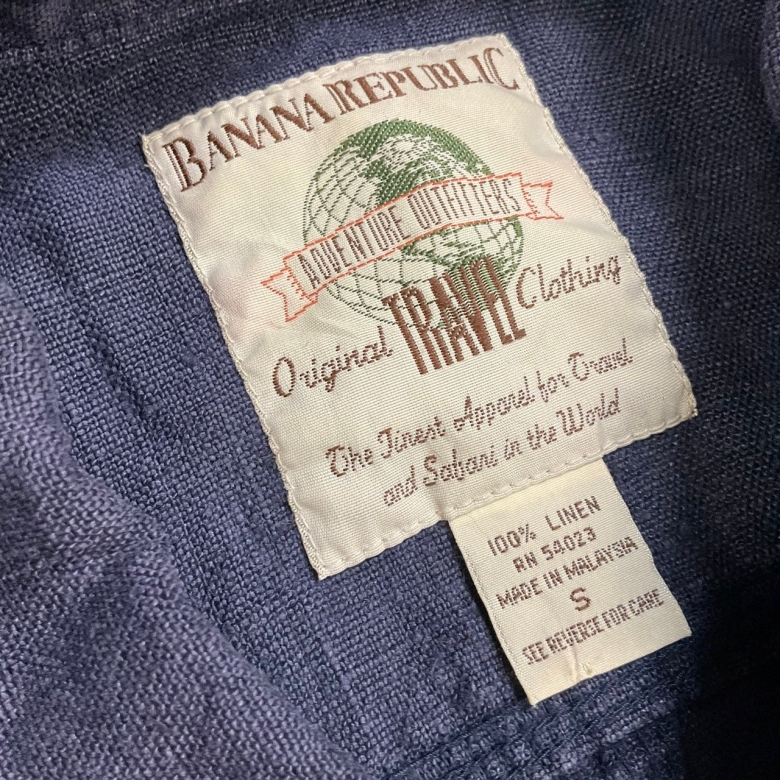 BANANA REPUBLIC
ADVENTURE OUTFITTERS
Original TRAVEL Clothing
The Finest Apparel for Travel
and Safari in the World
100% LINEN
RN 54023
MADE IN MALAYSIA
S
SEE REVERSE FOR CARE